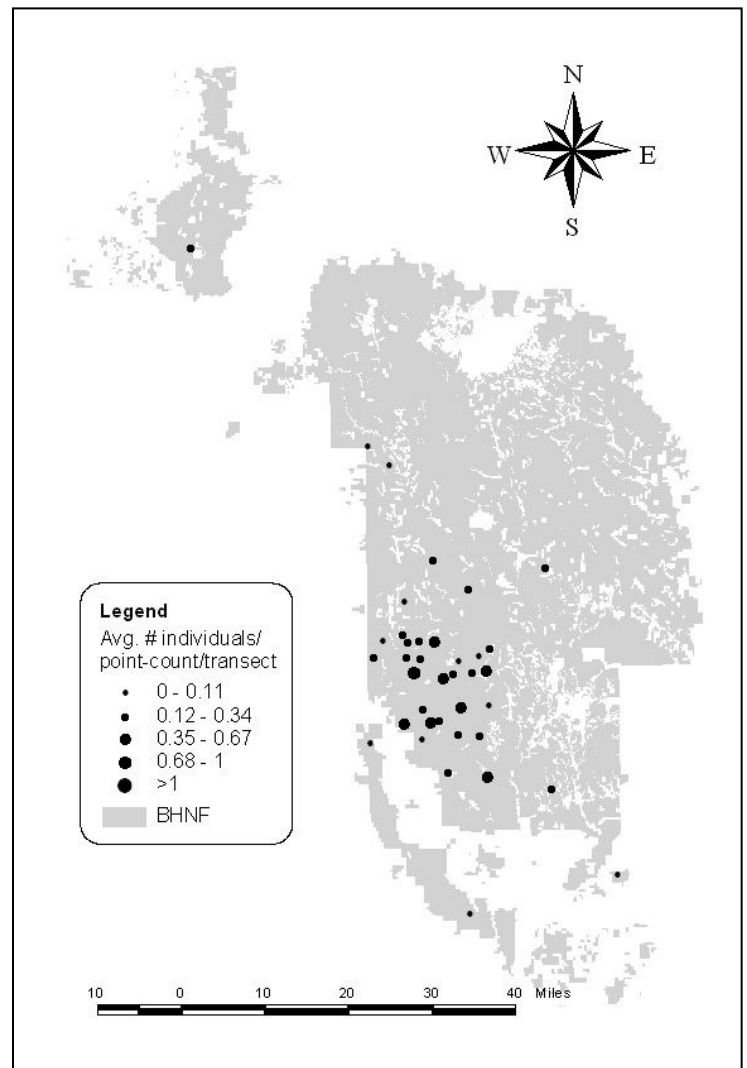 N
W E
S
Legend
Avg. # individuals/
point-count/transect
0 - 0.11
0.12 - 0.34
0.35 - 0.67
0.68 - 1
>1
BHNF
10 0 10 20 30 40 Miles